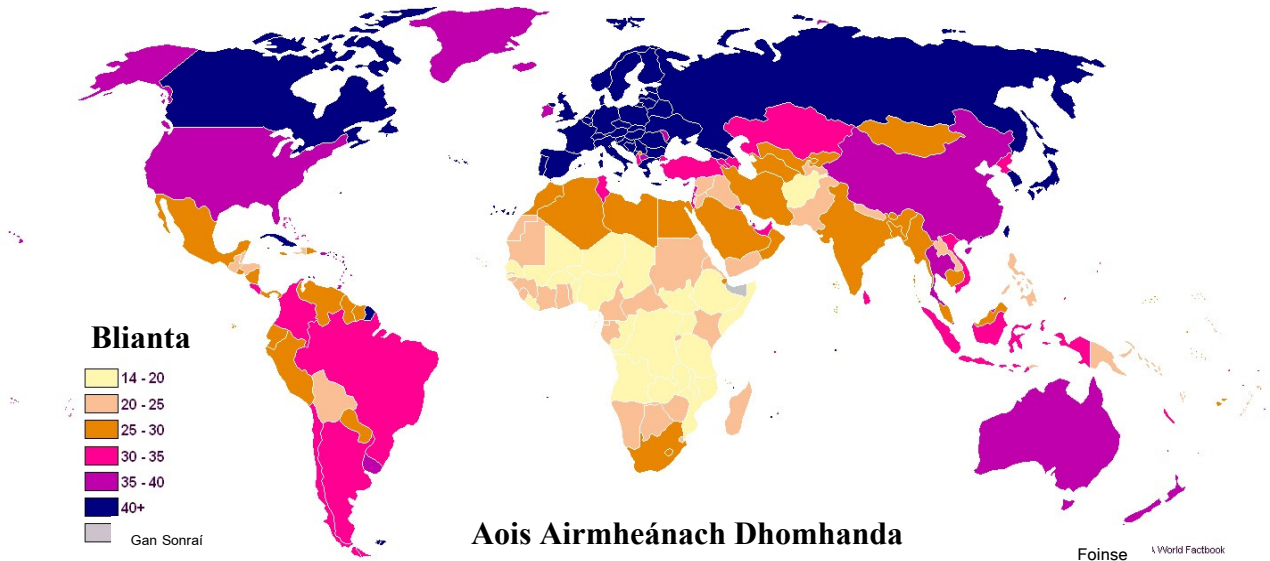 Blianta
14 - 20
20 - 25
25 - 30
30 - 35
35 - 40
40+
Gan Sonraí
Aois Airmheánach Dhomhanda
Foinse World Factbook